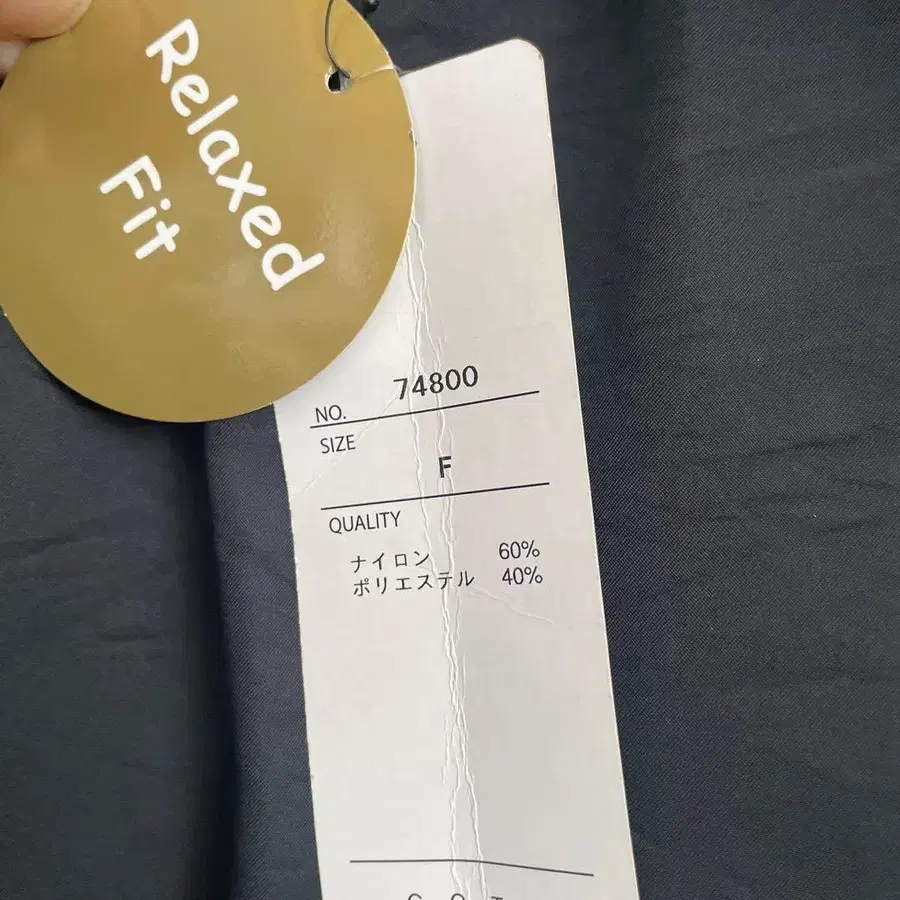 Relaxed
Fit
NO. 74800
SIZE
F
QUALITY
ナイロン 60%
ポリエステル 40%